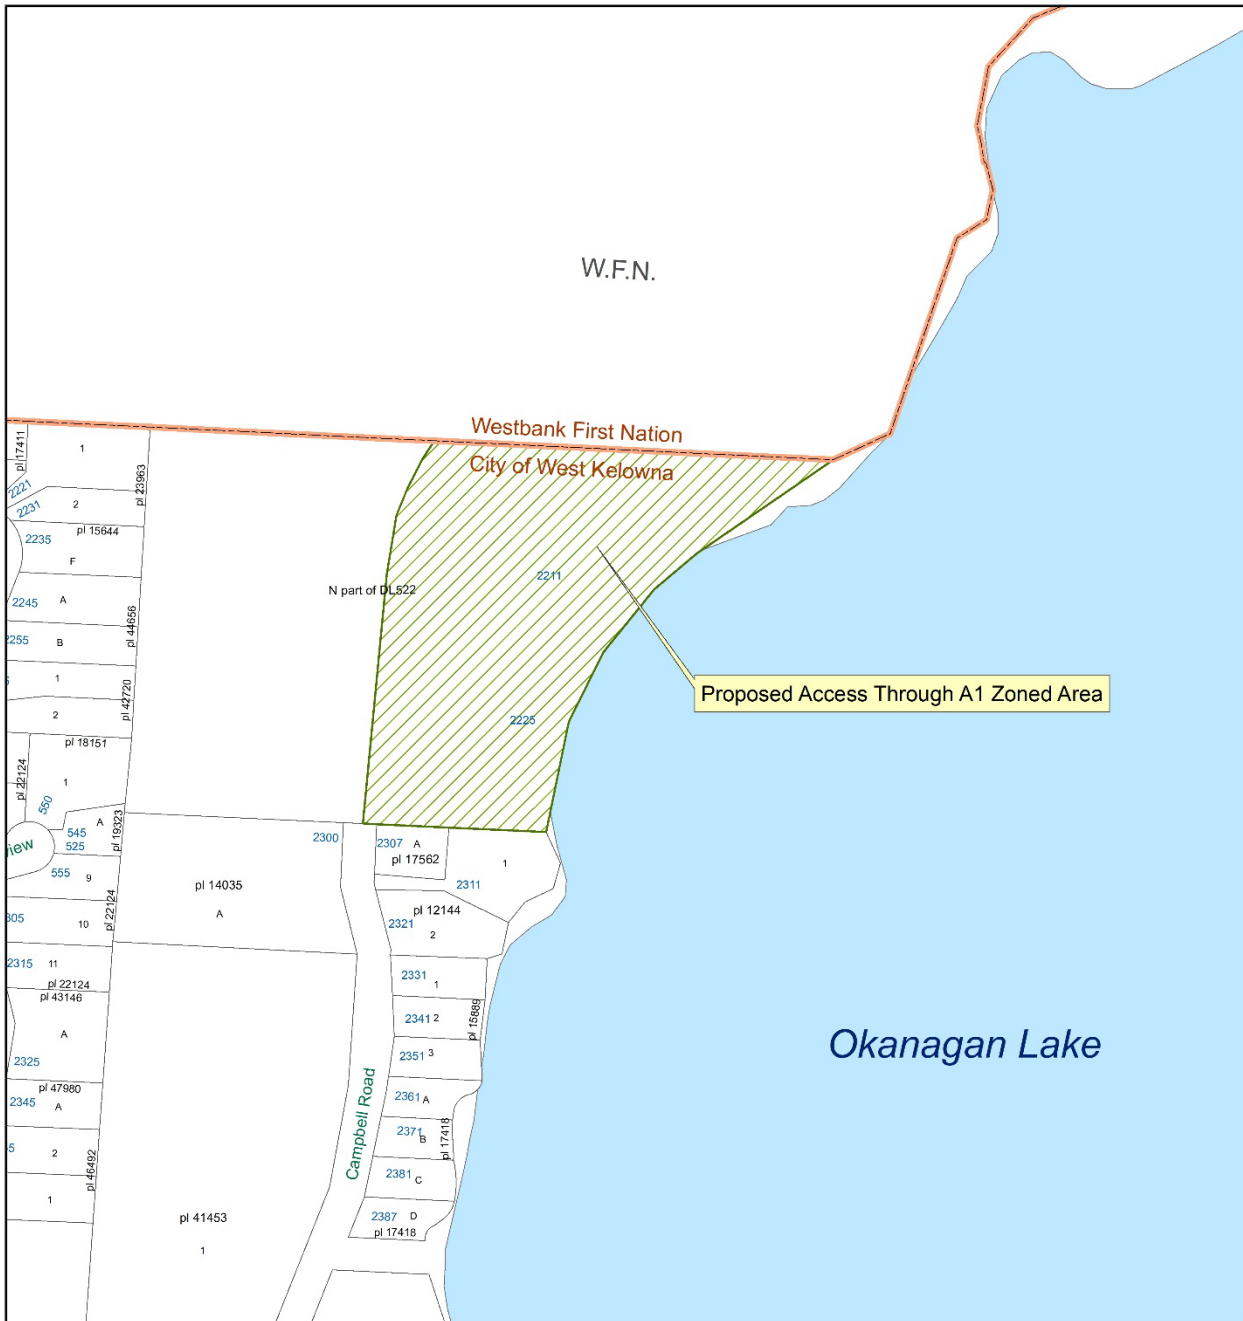 W.F.N.
Westbank First Nation
City of West Kelowna
pl 17411
1
pl 23963
2221
2231
2
pl 15644
2235
F
N part of DL522
2211
2245
A
pl 44656
2255
B
1
pl 42720
2
Proposed Access Through A1 Zoned Area
2225
pl 18151
pl 22124
1
550
A
545
525
pl 19323
view
555
9
2300
2307
A
pl 17562
1
2311
pl 14035
A
305
10
pl 22124
pl 12144
2321
2
2315
11
pl 22124
2331
1
pl 43146
A
2341
2
pl 15889
2325
2351
3
Okanagan Lake
pl 47980
2345
A
2361
A
Campbell Road
2371
B
pl 17418
5
2
pl 46492
2381
C
1
pl 41453
1
2387
D
pl 17418